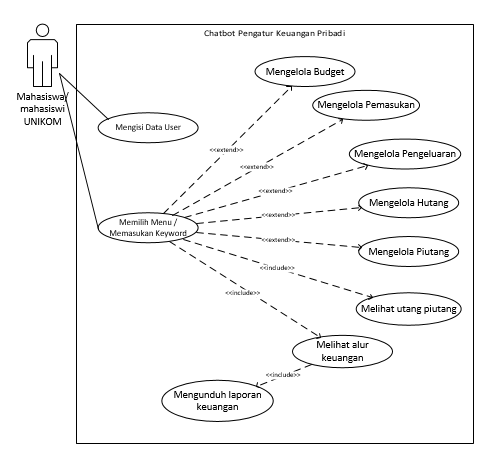 Chatbot Pengatur Keuangan Pribadi
Mahasiswa/
mahasiswi
UNIKOM
Mengisi Data User
Memilih Menu /
Memasukan Keyword
Mengelola Budget
Mengelola Pemasukan
Mengelola Pengeluaran
Mengelola Hutang
Mengelola Piutang
Melihat utang piutang
Melihat alur
keuangan
Mengunduh laporan
keuangan
<<extend>>
<<extend>>
<<extend>>
<<extend>>
<<extend>>
<<include>>
<<include>>
<<include>>